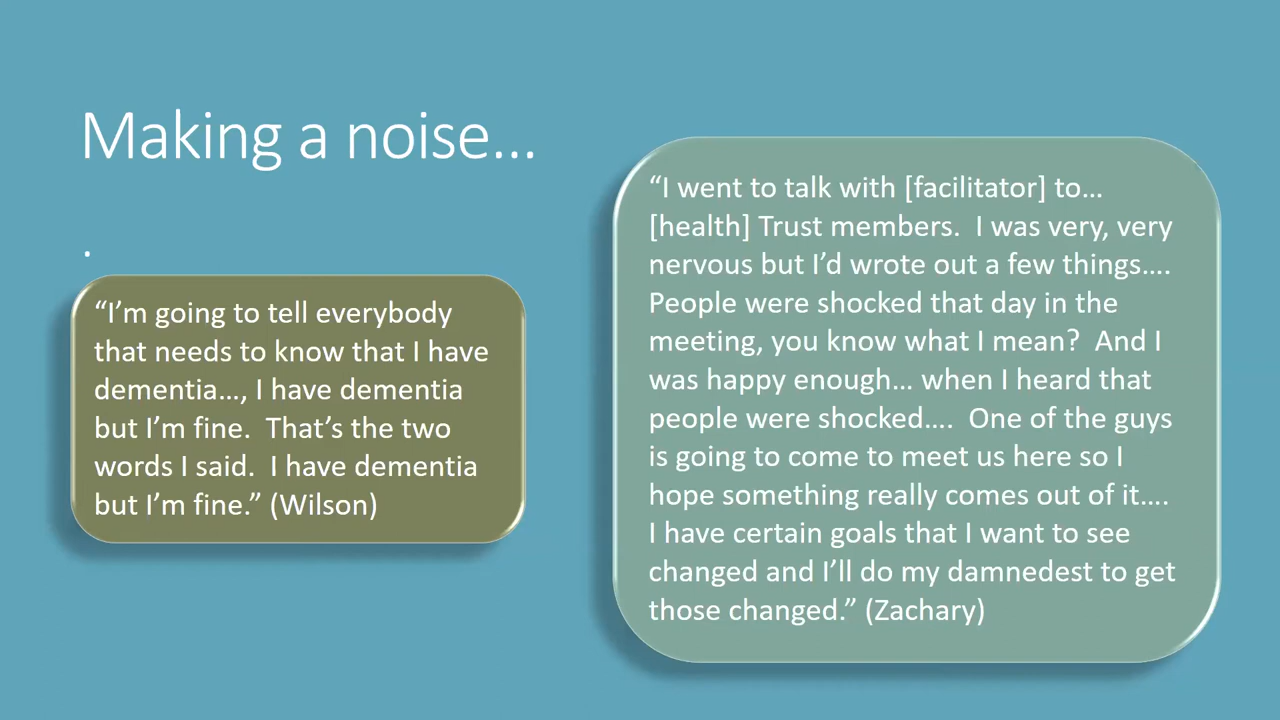 Making a noise…
.
“I’m going to tell everybody
that needs to know that I have
dementia…, I have dementia
but I’m fine.  That’s the two
words I said.  I have dementia
but I’m fine.” (Wilson)
“I went to talk with [facilitator] to…
[health] Trust members.  I was very, very
nervous but I’d wrote out a few things….
People were shocked that day in the
meeting, you know what I mean?  And I
was happy enough… when I heard that
people were shocked….  One of the guys
is going to come to meet us here so I
hope something really comes out of it….
I have certain goals that I want to see
changed and I’ll do my damnedest to get
those changed.” (Zachary)